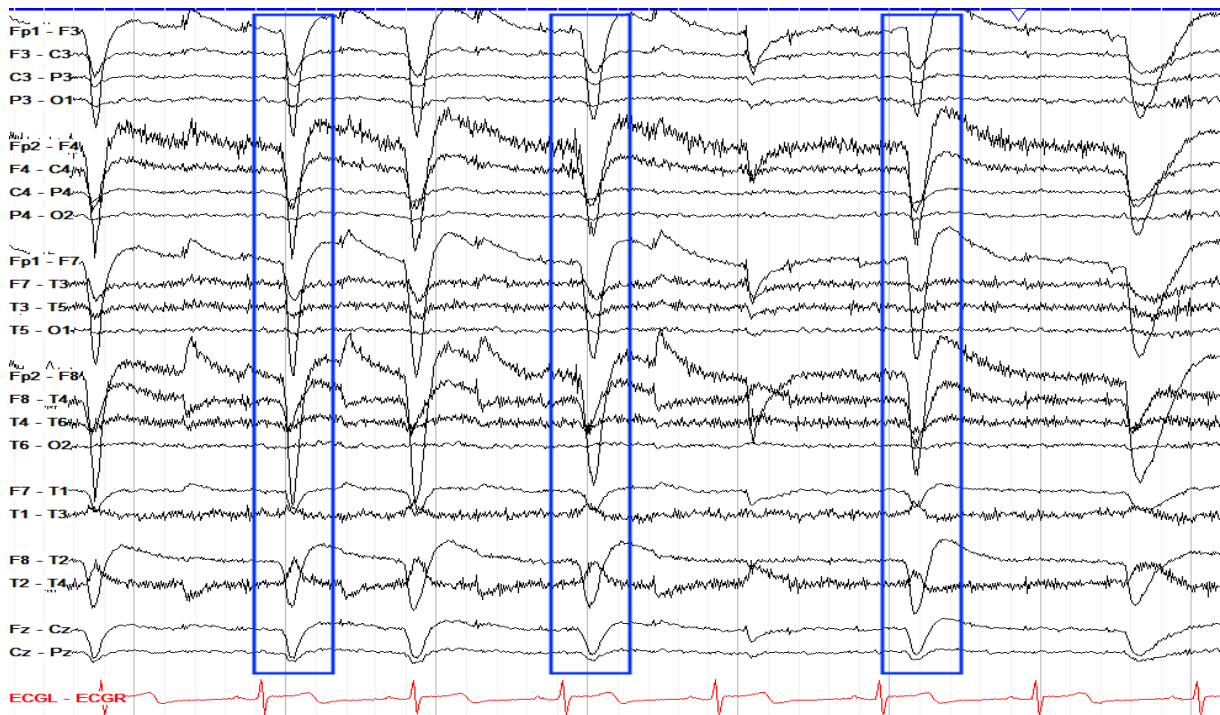 Fp1 - F3
F3 - C3
C3 - P3
P3 - O1
Fp2 - F4
F4 - C4
C4 - P4
P4 - O2
Fp1 - F7
F7 - T3
T3 - T5
T5 - O1
Fp2 - F8
F8 - T4
T4 - T6
T6 - O2
F7 - T1
T1 - T3
F8 - T2
T2 - T4
Fz - Cz
Cz - Pz
ECGL - ECGR